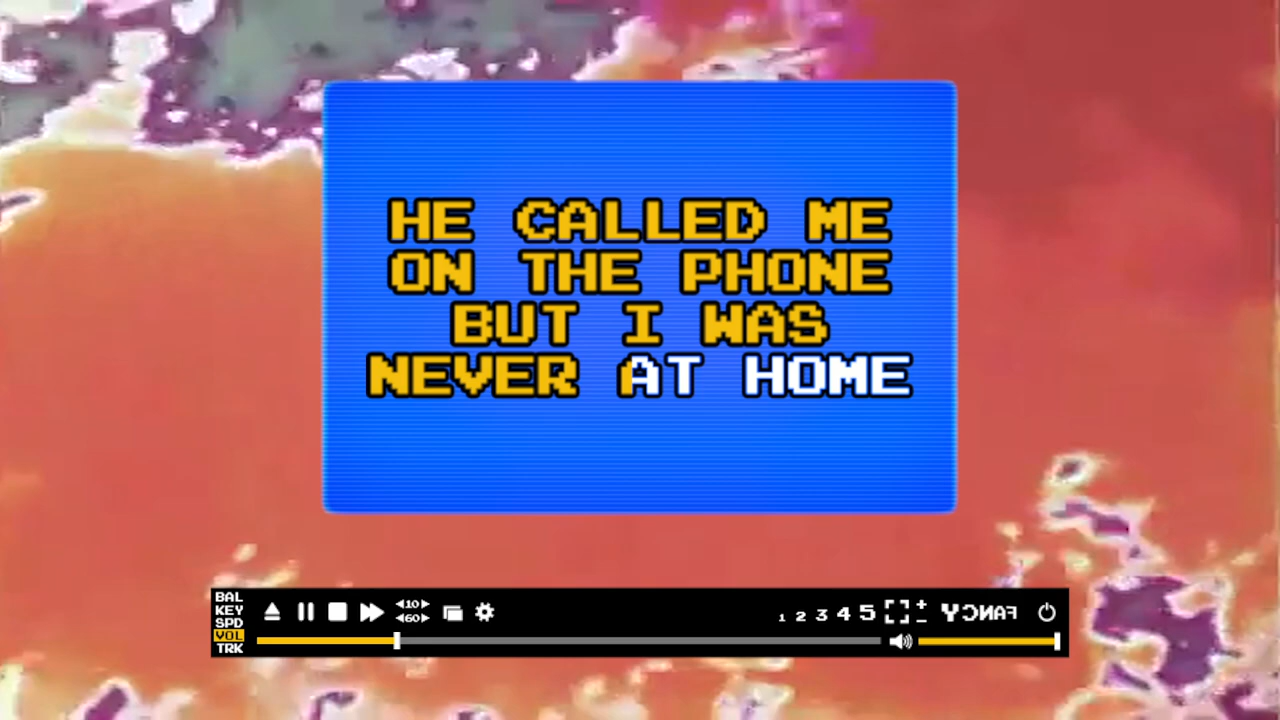 HE CALLED ME
ON THE PHONE
BUT I WAS
NEVER AT HOME
BAL
KEY
SPD
VOL
TRK
10
60
1 2 3 4 5
+
-
YƆИAꟻ